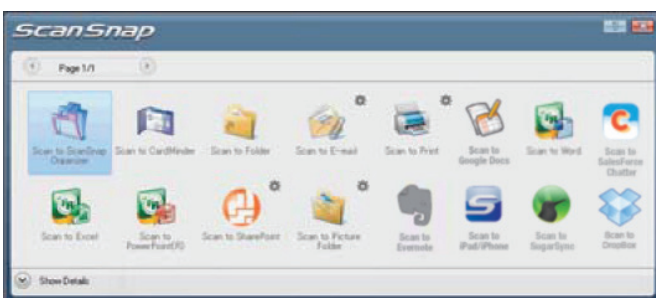 ScanSnap
Page 1/1
Scan to ScanSnap Organizer
Scan to CardMinder
Scan to Folder
Scan to E-mail
Scan to Print
Scan to Google Docs
Scan to Word
Scan to SalesForce Chatter
Scan to Excel
Scan to PowerPoint(R)
Scan to SharePoint
Scan to Picture Folder
Scan to Evernote
Scan to iPad/iPhone
Scan to SugarSync
Scan to Dropbox
Show Details